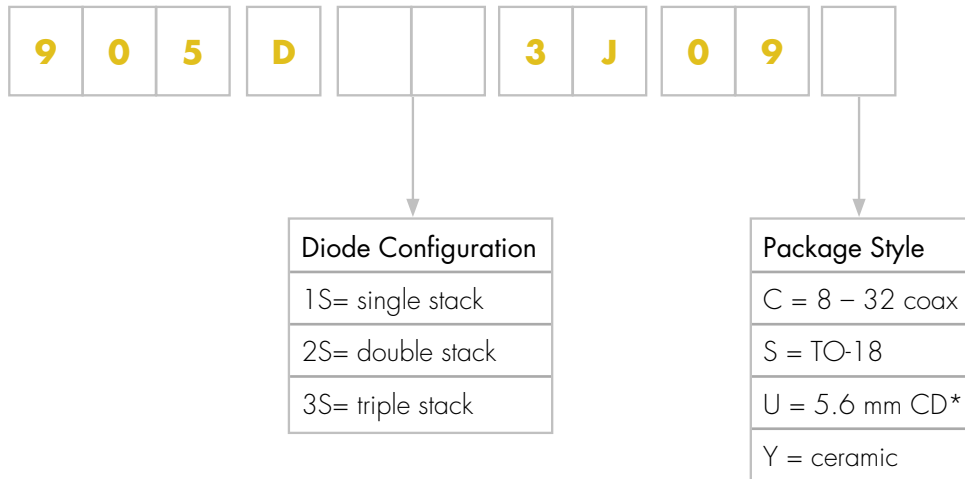 9 0 5 D 3 J 0 9
Diode Configuration
1S= single stack
2S= double stack
3S= triple stack
Package Style
C = 8 – 32 coax
S = TO-18
U = 5.6 mm CD*
Y = ceramic